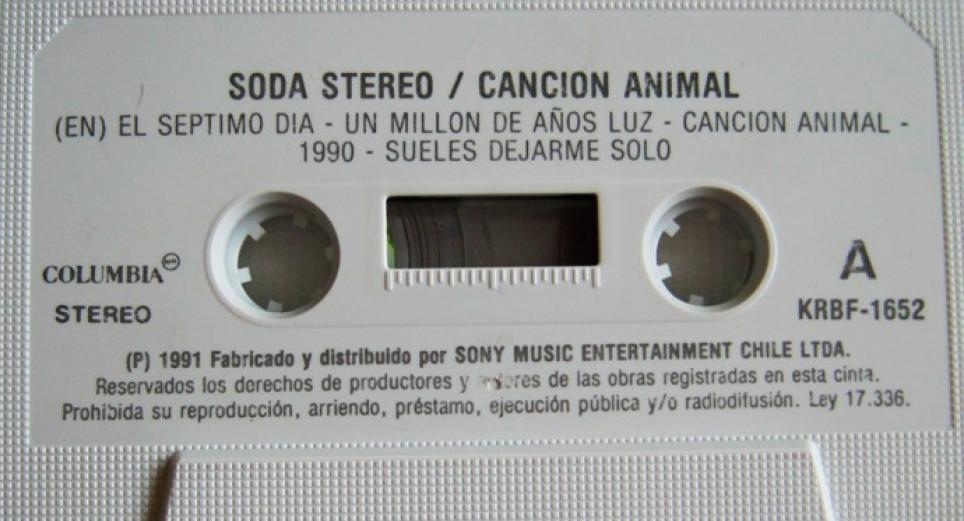 SODA STEREO / CANCION ANIMAL
(EN) EL SEPTIMO DIA - UN MILLON DE AÑOS LUZ - CANCION ANIMAL -
1990 - SUELES DEJARME SOLO
COLUMBIA MR
STEREO
A
KRBF-1652
(P) 1991 Fabricado y distribuido por SONY MUSIC ENTERTAINMENT CHILE LTDA.
Reservados los derechos de productores y de las obras registradas en esta cinta.
Prohibida su reproducción, arriendo, préstamo, ejecución pública y/o radiodifusión. Ley 17.336.